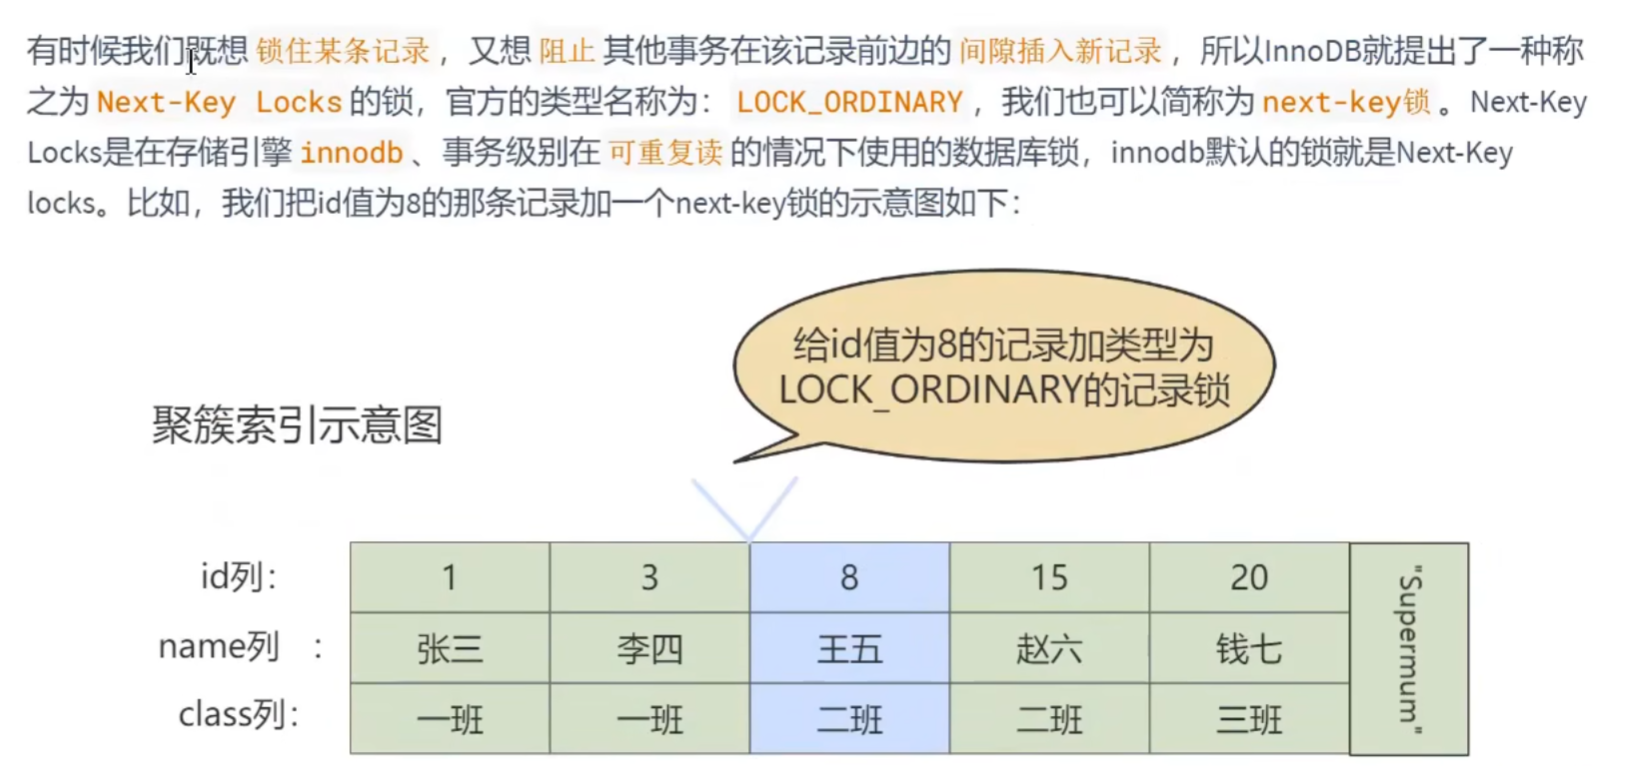 有时候我们既想 锁住某条记录 ，又想 阻止 其他事务在该记录前边的 间隙插入新记录 ，所以InnoDB就提出了一种称
之为 Next-Key Locks 的锁，官方的类型名称为： LOCK_ORDINARY ，我们也可以简称为 next-key锁 。Next-Key
Locks是在存储引擎 innodb 、事务级别在 可重复读 的情况下使用的数据库锁，innodb默认的锁就是Next-Key
locks。比如，我们把id值为8的那条记录加一个next-key锁的示意图如下：
给id值为8的记录加类型为
LOCK_ORDINARY的记录锁
聚簇索引示意图
id列： 1 3 8 15 20
name列 ： 张三 李四 王五 赵六 钱七
class列： 一班 一班 二班 二班 三班
"Supermum"